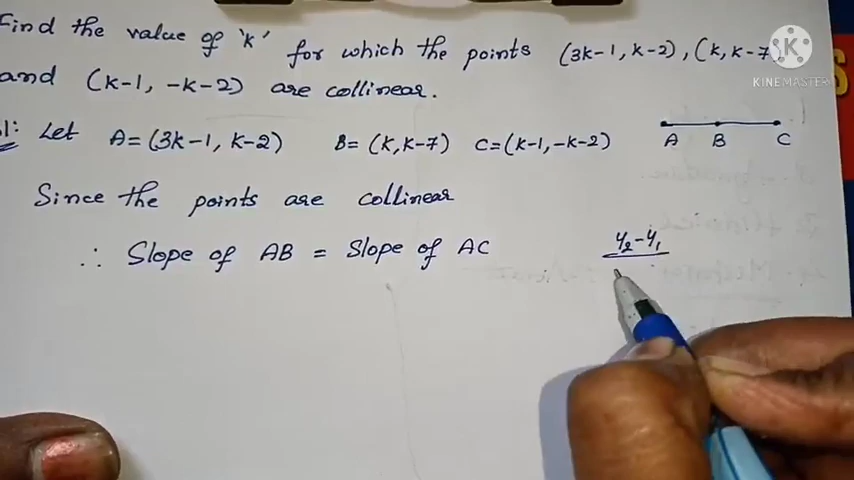 Find the value of 'k' for which the points (3k-1, k-2), (k, k-7)
and (k-1, -k-2) are collinear.
Let A=(3k-1, k-2) B=(k, k-7) C=(k-1, -k-2)
A B C
Since the points are collinear
∴ Slope of AB = Slope of AC
y₂-y₁
K
KINEMASTER